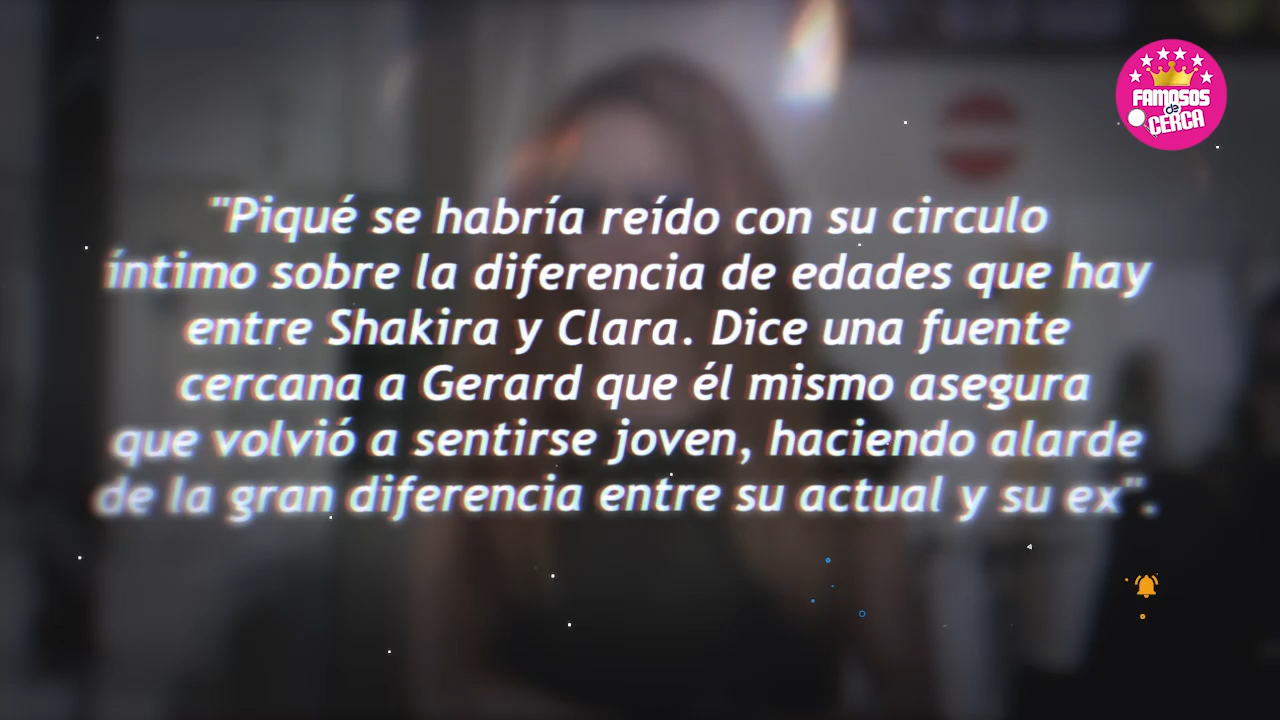 FAMOSOS
de
CERCA
"Piqué se habría reído con su circulo
íntimo sobre la diferencia de edades que hay
entre Shakira y Clara. Dice una fuente
cercana a Gerard que él mismo asegura
que volvió a sentirse joven, haciendo alarde
de la gran diferencia entre su actual y su ex".